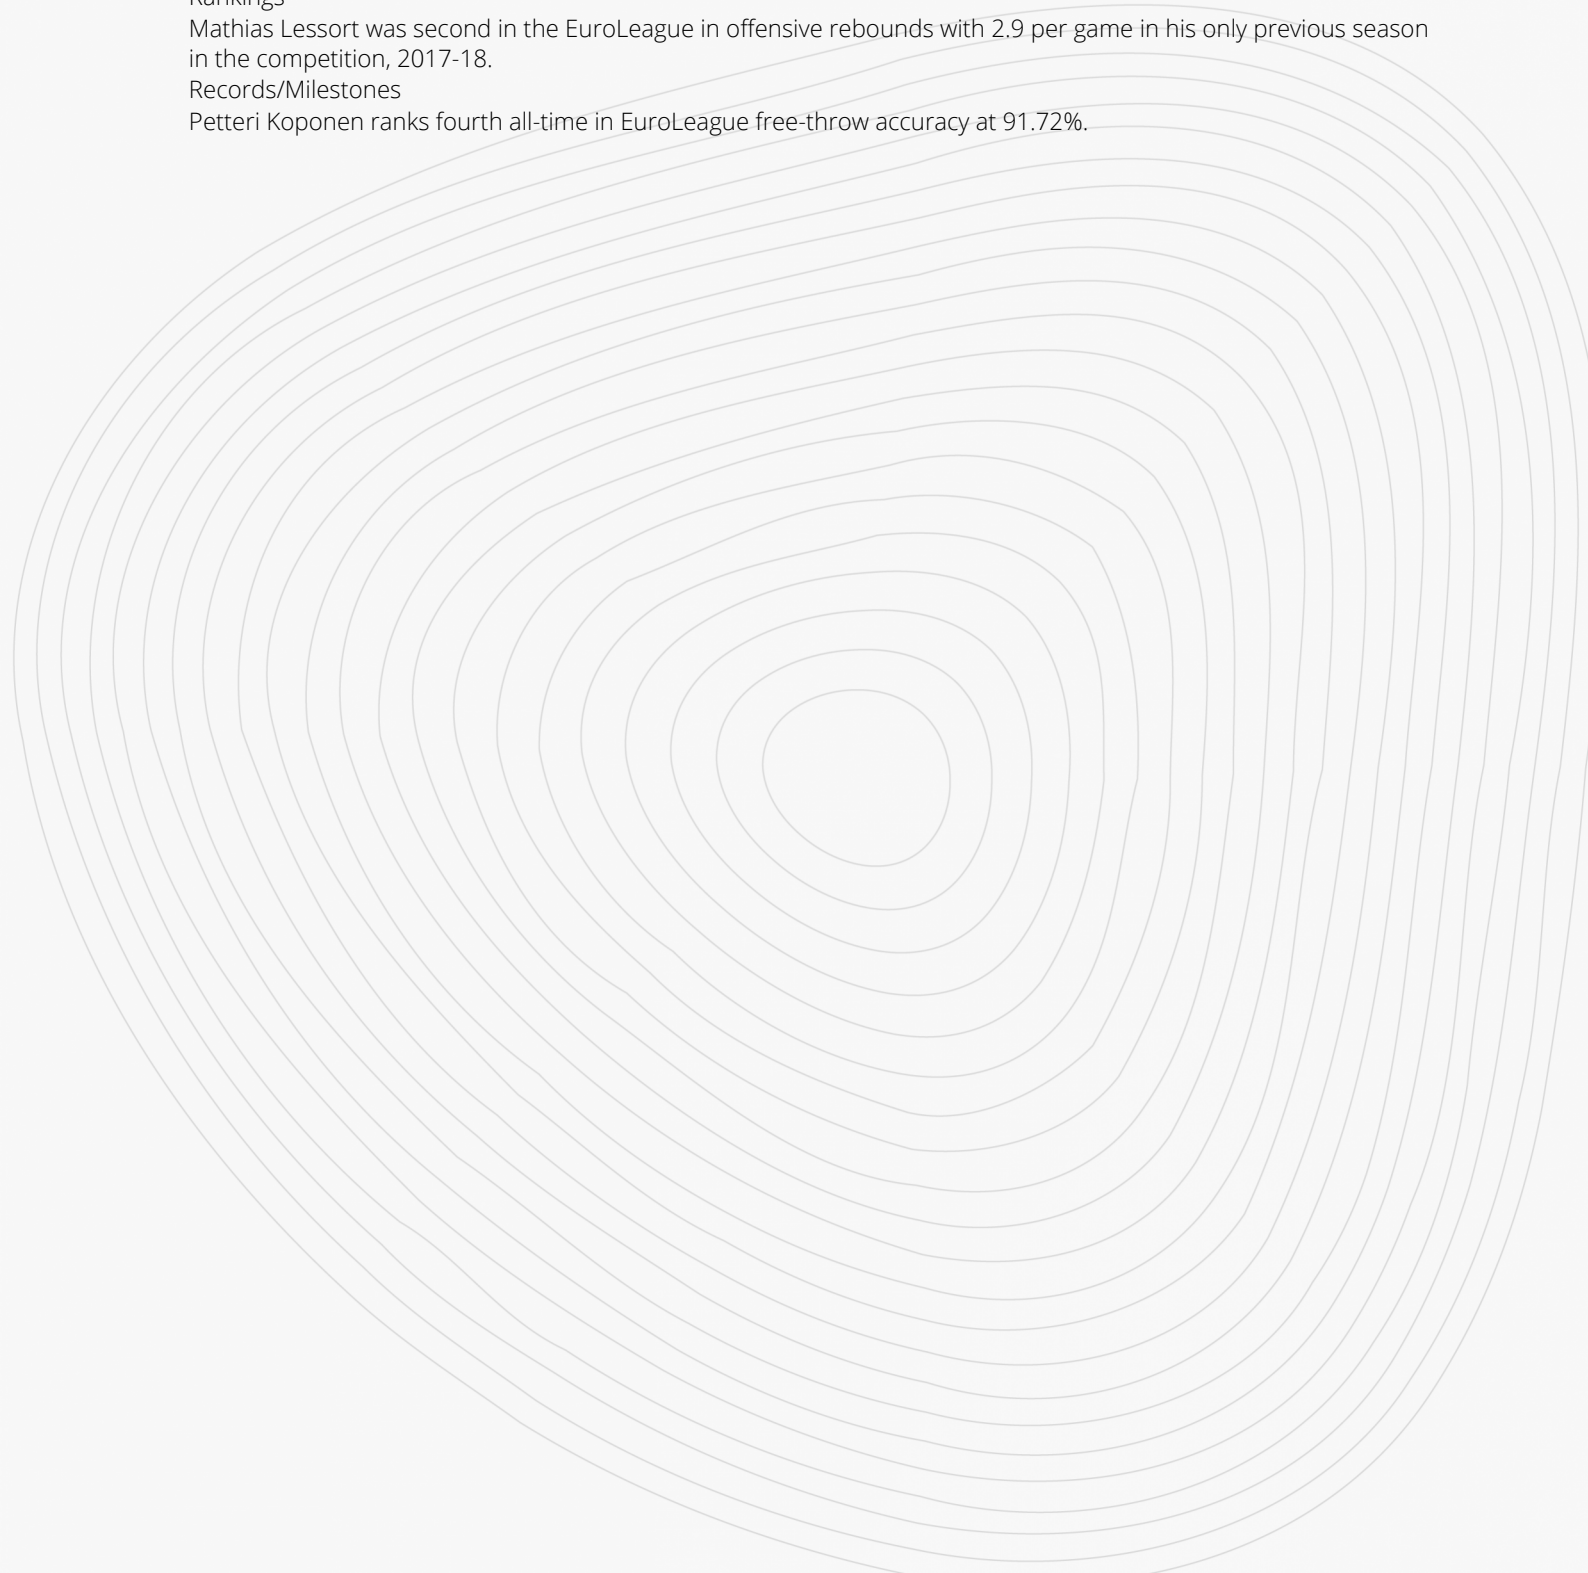 Rankings
Mathias Lessort was second in the EuroLeague in offensive rebounds with 2.9 per game in his only previous season
in the competition, 2017-18.
Records/Milestones
Petteri Koponen ranks fourth all-time in EuroLeague free-throw accuracy at 91.72%.